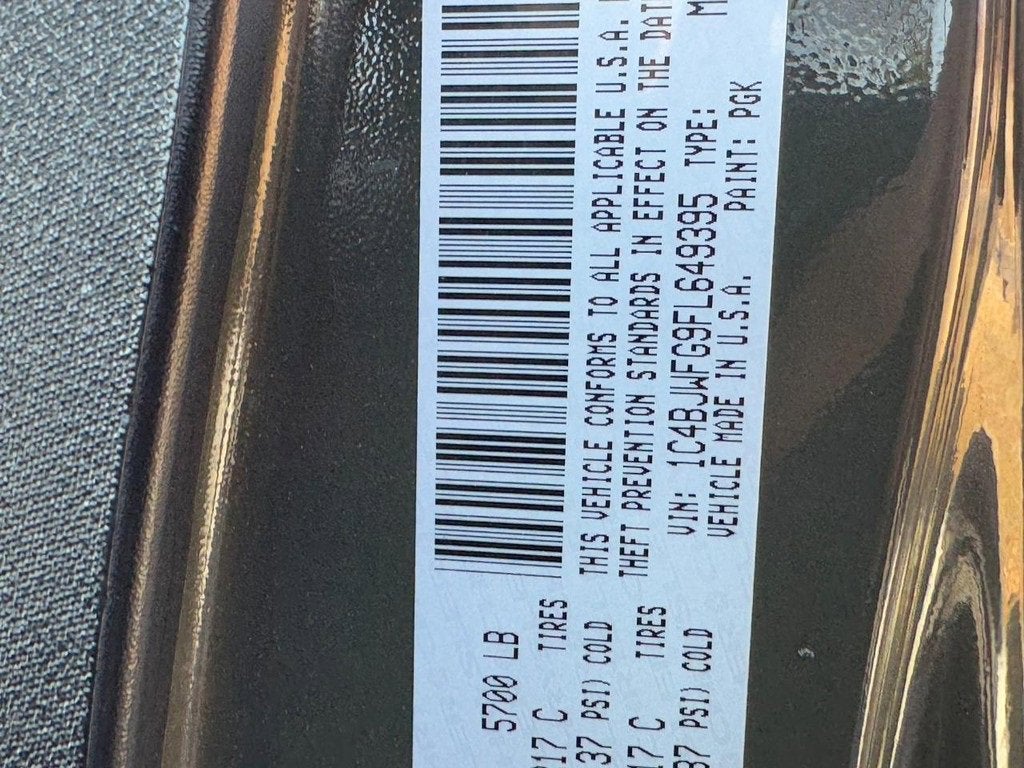 5700 LB
17 C TIRES
37 PSI) COLD
17 C TIRES
37 PSI) COLD
THIS VEHICLE CONFORMS TO ALL APPLICABLE U.S.A.
THEFT PREVENTION STANDARDS IN EFFECT ON THE DAT
VIN: 1C4BJWFG9FL649395 TYPE: M
VEHICLE MADE IN U.S.A. PAINT: PGK